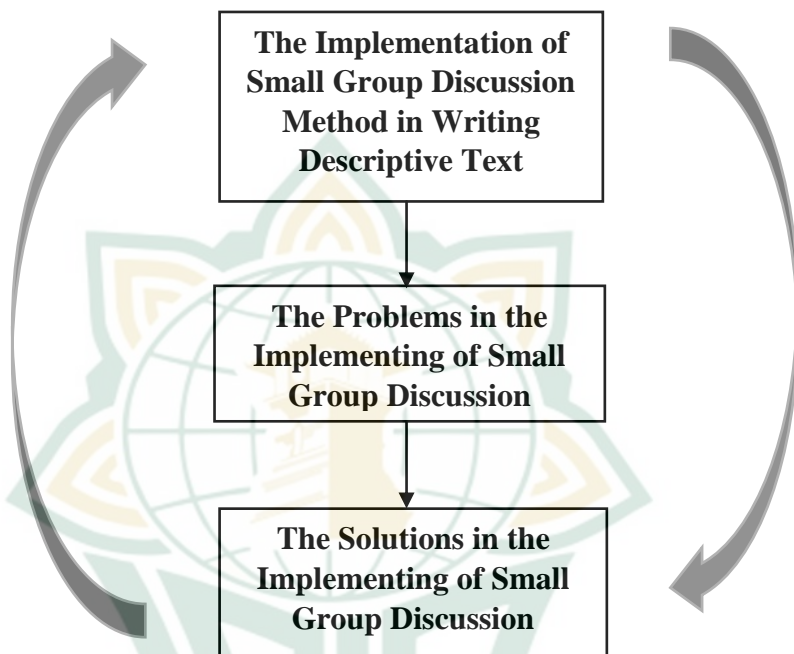 The Implementation of
Small Group Discussion
Method in Writing
Descriptive Text
The Problems in the
Implementing of Small
Group Discussion
The Solutions in the
Implementing of Small
Group Discussion